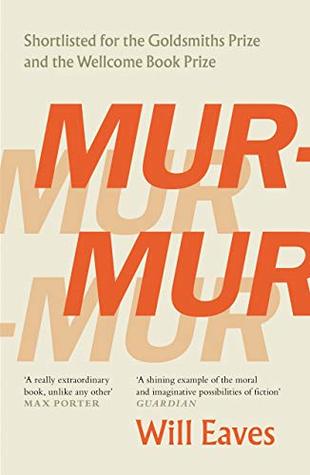 Shortlisted for the Goldsmiths Prize
and the Wellcome Book Prize
MUR-
MUR
MUR
-MUR
‘A really extraordinary
book, unlike any other’
MAX PORTER
‘A shining example of the moral
and imaginative possibilities of fiction’
GUARDIAN
Will Eaves